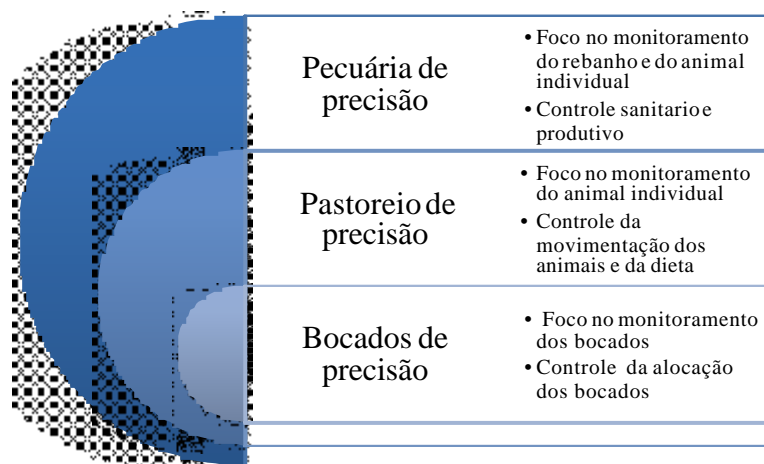 Pecuária de
precisão
• Foco no monitoramento
do rebanho e do animal
individual
• Controle sanitario e
produtivo
Pastoreio de
precisão
• Foco no monitoramento
do animal individual
• Controle da
movimentação dos
animais e da dieta
Bocados de
precisão
• Foco no monitoramento
dos bocados
• Controle da alocação
dos bocados